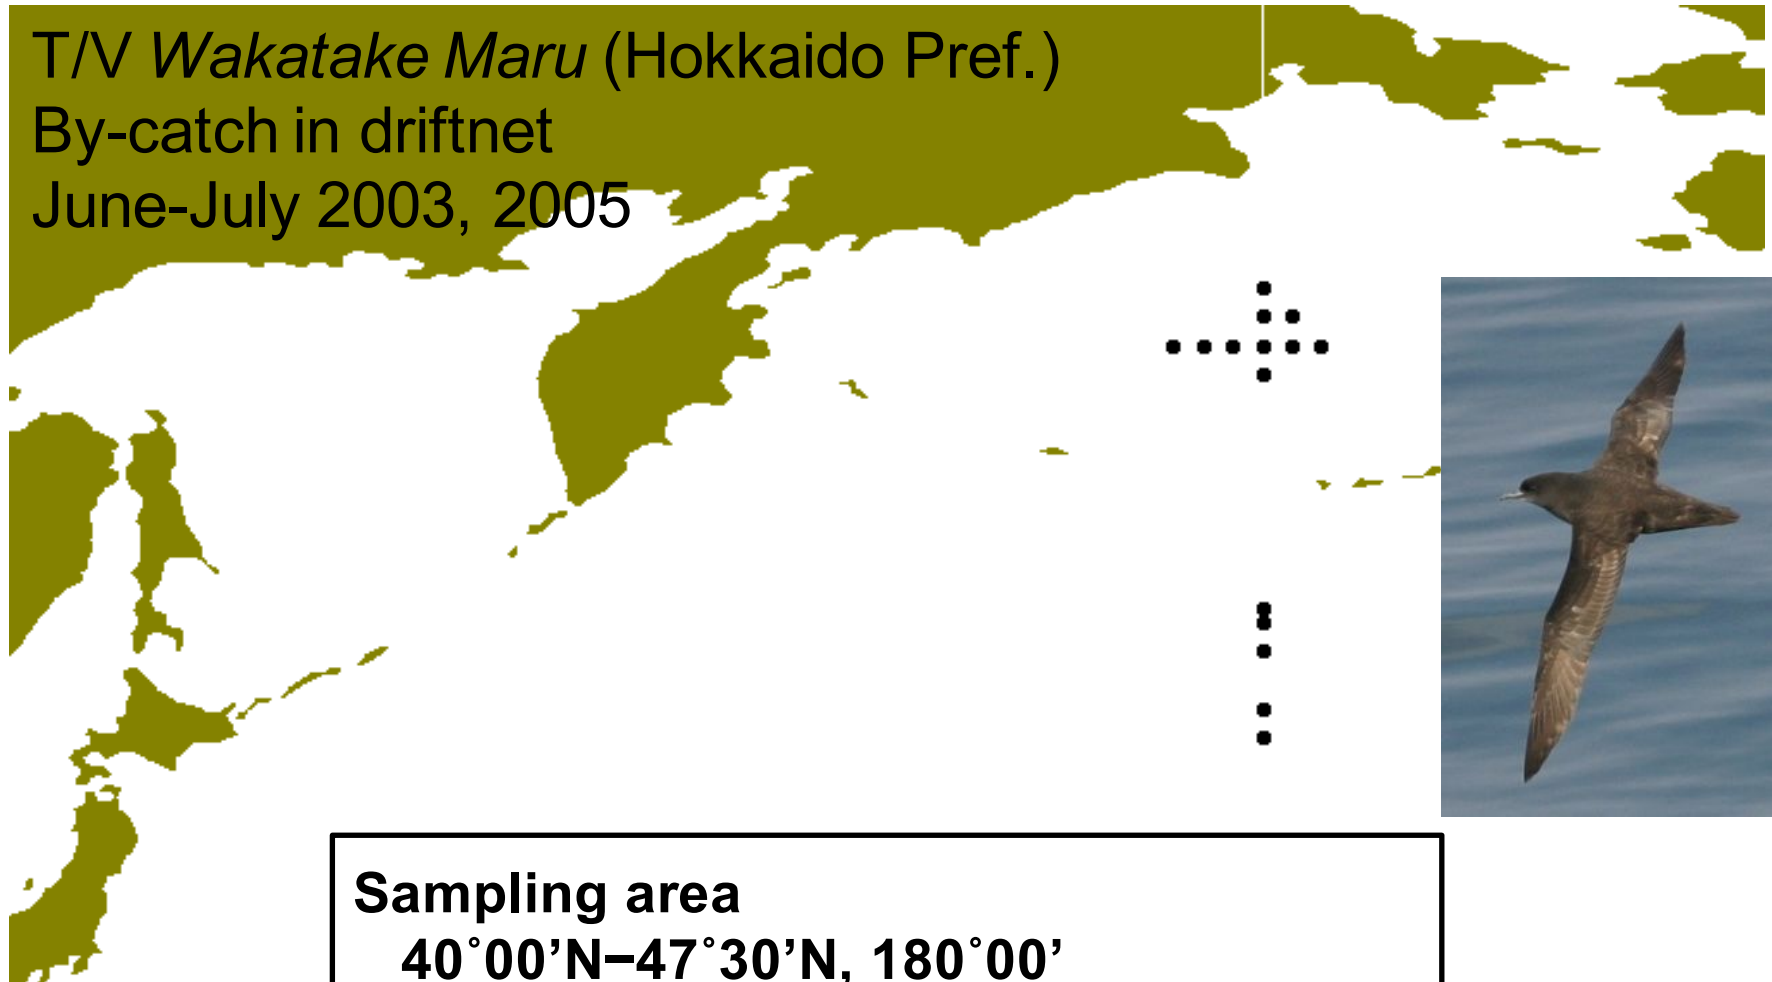 T/V Wakatake Maru (Hokkaido Pref.)
By-catch in driftnet
June-July 2003, 2005
Sampling area
40˚00’N−47˚30’N, 180˚00’